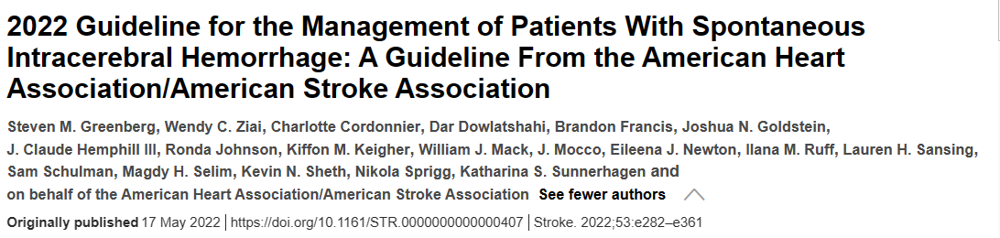 2022 Guideline for the Management of Patients With Spontaneous
Intracerebral Hemorrhage: A Guideline From the American Heart
Association/American Stroke Association
Steven M. Greenberg, Wendy C. Ziai, Charlotte Cordonnier, Dar Dowlatshahi, Brandon Francis, Joshua N. Goldstein,
J. Claude Hemphill III, Ronda Johnson, Kiffon M. Keigher, William J. Mack, J. Mocco, Eileena J. Newton, Ilana M. Ruff, Lauren H. Sansing,
Sam Schulman, Magdy H. Selim, Kevin N. Sheth, Nikola Sprigg, Katharina S. Sunnerhagen and
on behalf of the American Heart Association/American Stroke Association See fewer authors
Originally published 17 May 2022 | https://doi.org/10.1161/STR.0000000000000407 | Stroke. 2022;53:e282–e361